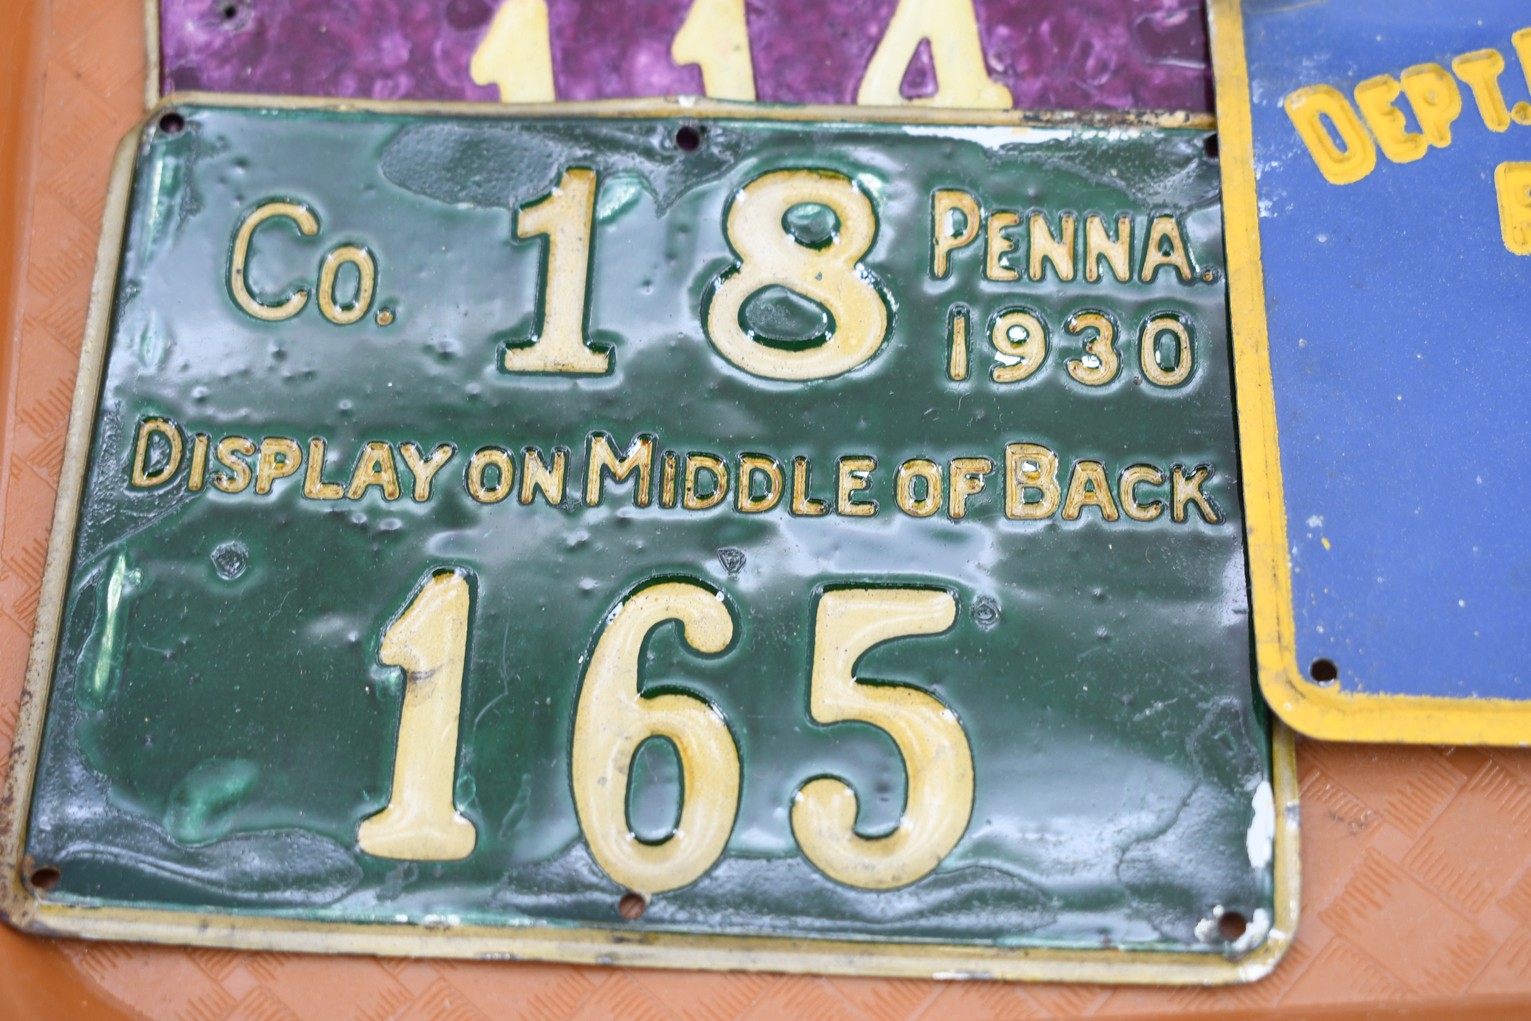 114
Co. 18 PENNA.
1930
DISPLAY ON MIDDLE OF BACK
165
DEPT.